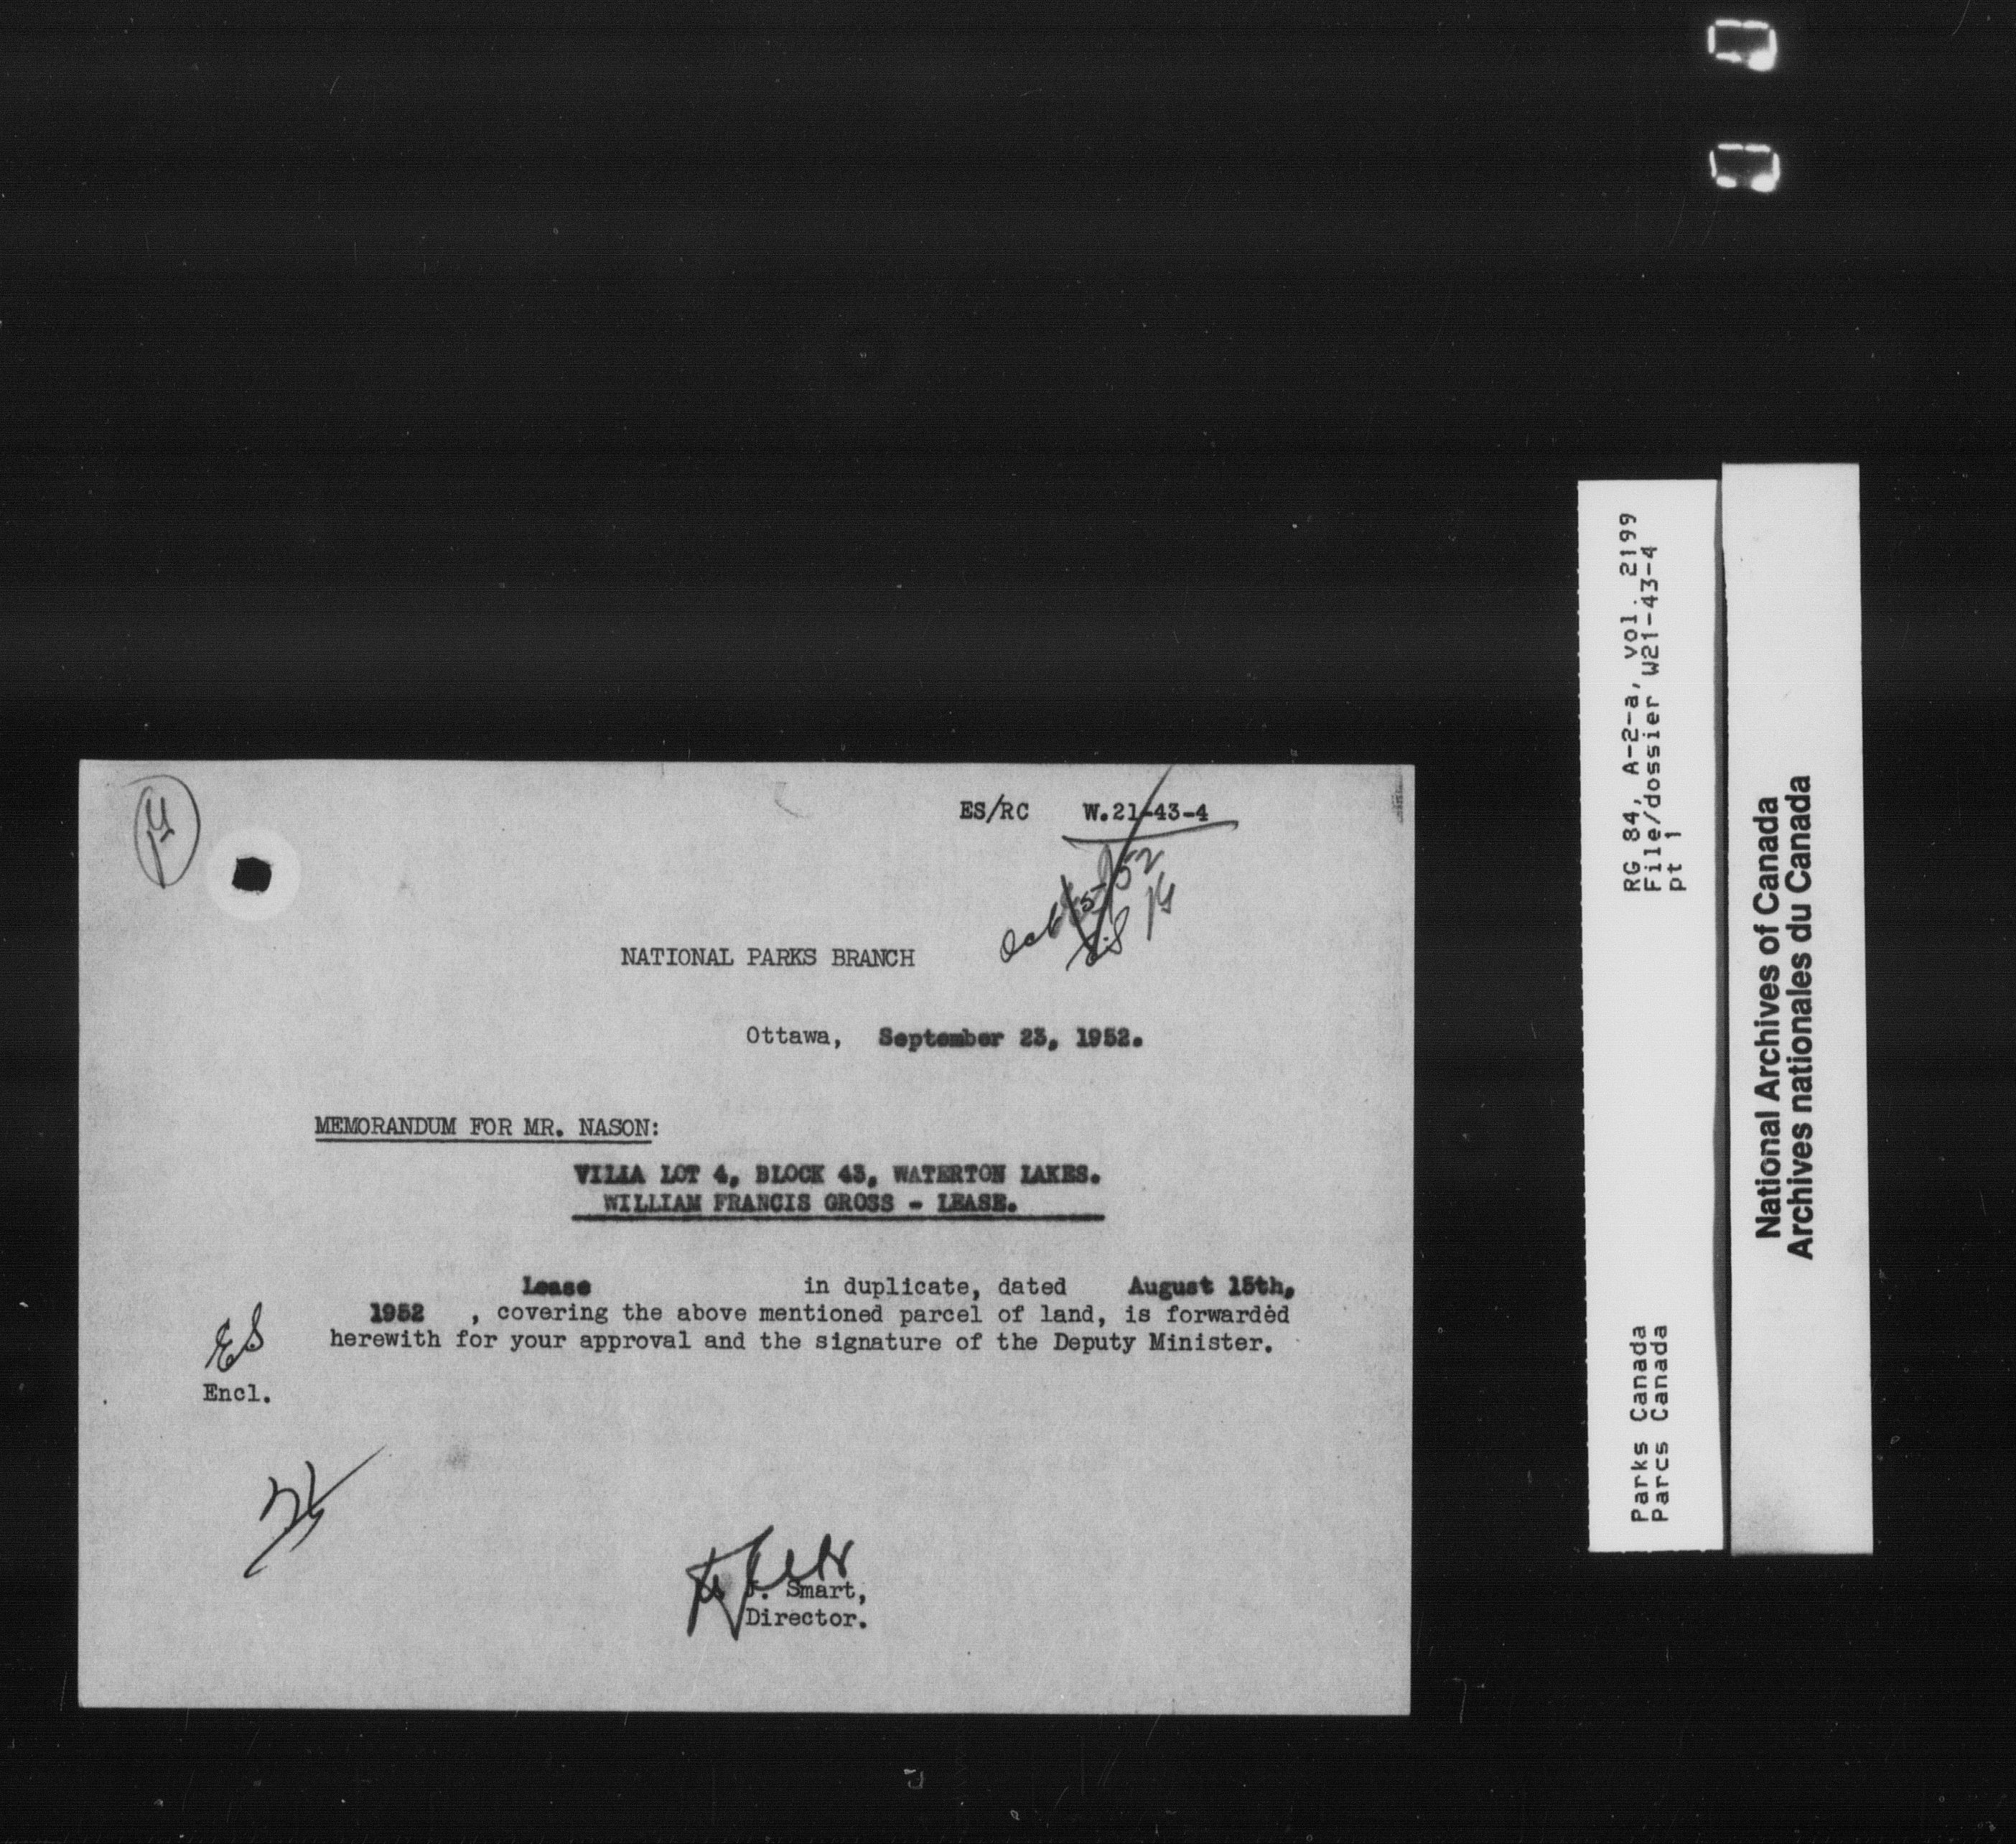 ES/RC W.21-43-4
Oct 52
E.S
NATIONAL PARKS BRANCH
Ottawa, September 23, 1952.
MEMORANDUM FOR MR. NASON:
VILLA LOT 4, BLOCK 43, WATERTON LAKES.
WILLIAM FRANCIS GROSS - LEASE.
Lease in duplicate, dated August 15th,
1952 , covering the above mentioned parcel of land, is forwarded
herewith for your approval and the signature of the Deputy Minister.
ES
Encl.
J. Smart,
Director.
RG 84, A-2-a, vol. 2199
File/dossier W21-43-4
pt 1
Parks Canada
Parcs Canada
National Archives of Canada
Archives nationales du Canada